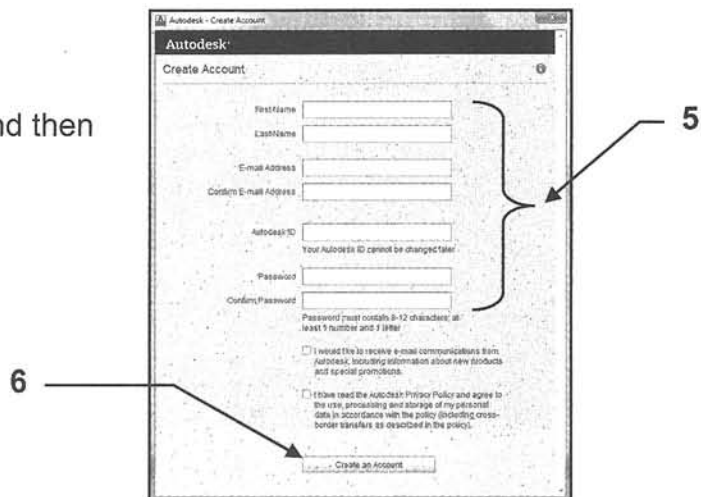 Autodesk - Create Account
Autodesk
Create Account
nd then
First Name
Last Name
E-mail Address
Confirm E-mail Address
Autodesk ID
Your Autodesk ID cannot be changed later
Password
Confirm Password
Password must contain 8-12 characters; at
least 1 number and 1 letter
I would like to receive e-mail communications from
Autodesk, including information about new products
and special promotions.
I have read the Autodesk Privacy Policy and agree to
the use, processing and storage of my personal
data in accordance with the policy (including cross-
border transfers as described in the policy).
Create an Account
5
6